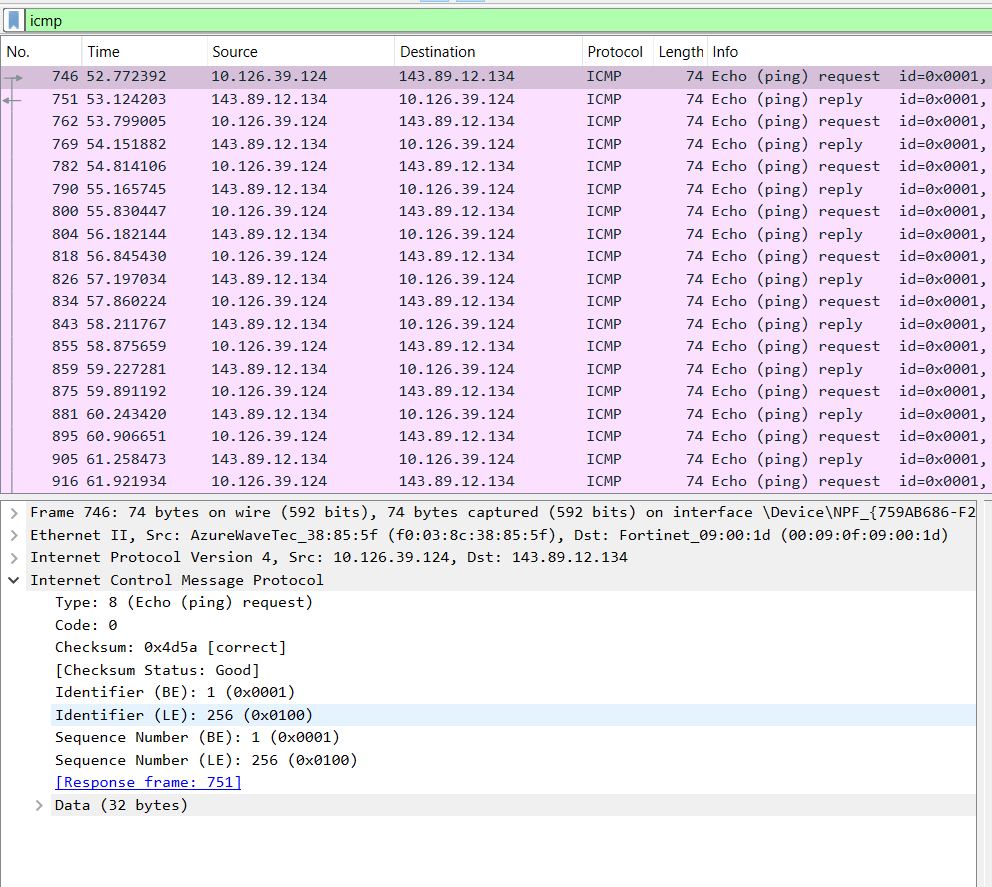 icmp
No. Time Source Destination Protocol Length Info
746 52.772392 10.126.39.124 143.89.12.134 ICMP 74 Echo (ping) request id=0x0001,
751 53.124203 143.89.12.134 10.126.39.124 ICMP 74 Echo (ping) reply id=0x0001,
762 53.799005 10.126.39.124 143.89.12.134 ICMP 74 Echo (ping) request id=0x0001,
769 54.151882 143.89.12.134 10.126.39.124 ICMP 74 Echo (ping) reply id=0x0001,
782 54.814106 10.126.39.124 143.89.12.134 ICMP 74 Echo (ping) request id=0x0001,
790 55.165745 143.89.12.134 10.126.39.124 ICMP 74 Echo (ping) reply id=0x0001,
800 55.830447 10.126.39.124 143.89.12.134 ICMP 74 Echo (ping) request id=0x0001,
804 56.182144 143.89.12.134 10.126.39.124 ICMP 74 Echo (ping) reply id=0x0001,
818 56.845430 10.126.39.124 143.89.12.134 ICMP 74 Echo (ping) request id=0x0001,
826 57.197034 143.89.12.134 10.126.39.124 ICMP 74 Echo (ping) reply id=0x0001,
834 57.860224 10.126.39.124 143.89.12.134 ICMP 74 Echo (ping) request id=0x0001,
843 58.211767 143.89.12.134 10.126.39.124 ICMP 74 Echo (ping) reply id=0x0001,
855 58.875659 10.126.39.124 143.89.12.134 ICMP 74 Echo (ping) request id=0x0001,
859 59.227281 143.89.12.134 10.126.39.124 ICMP 74 Echo (ping) reply id=0x0001,
875 59.891192 10.126.39.124 143.89.12.134 ICMP 74 Echo (ping) request id=0x0001,
881 60.243420 143.89.12.134 10.126.39.124 ICMP 74 Echo (ping) reply id=0x0001,
895 60.906651 10.126.39.124 143.89.12.134 ICMP 74 Echo (ping) request id=0x0001,
905 61.258473 143.89.12.134 10.126.39.124 ICMP 74 Echo (ping) reply id=0x0001,
916 61.921934 10.126.39.124 143.89.12.134 ICMP 74 Echo (ping) request id=0x0001,
Frame 746: 74 bytes on wire (592 bits), 74 bytes captured (592 bits) on interface \Device\NPF_{759AB686-F2
Ethernet II, Src: AzureWaveTec_38:85:5f (f0:03:8c:38:85:5f), Dst: Fortinet_09:00:1d (00:09:0f:09:00:1d)
Internet Protocol Version 4, Src: 10.126.39.124, Dst: 143.89.12.134
Internet Control Message Protocol
Type: 8 (Echo (ping) request)
Code: 0
Checksum: 0x4d5a [correct]
[Checksum Status: Good]
Identifier (BE): 1 (0x0001)
Identifier (LE): 256 (0x0100)
Sequence Number (BE): 1 (0x0001)
Sequence Number (LE): 256 (0x0100)
[Response frame: 751]
Data (32 bytes)